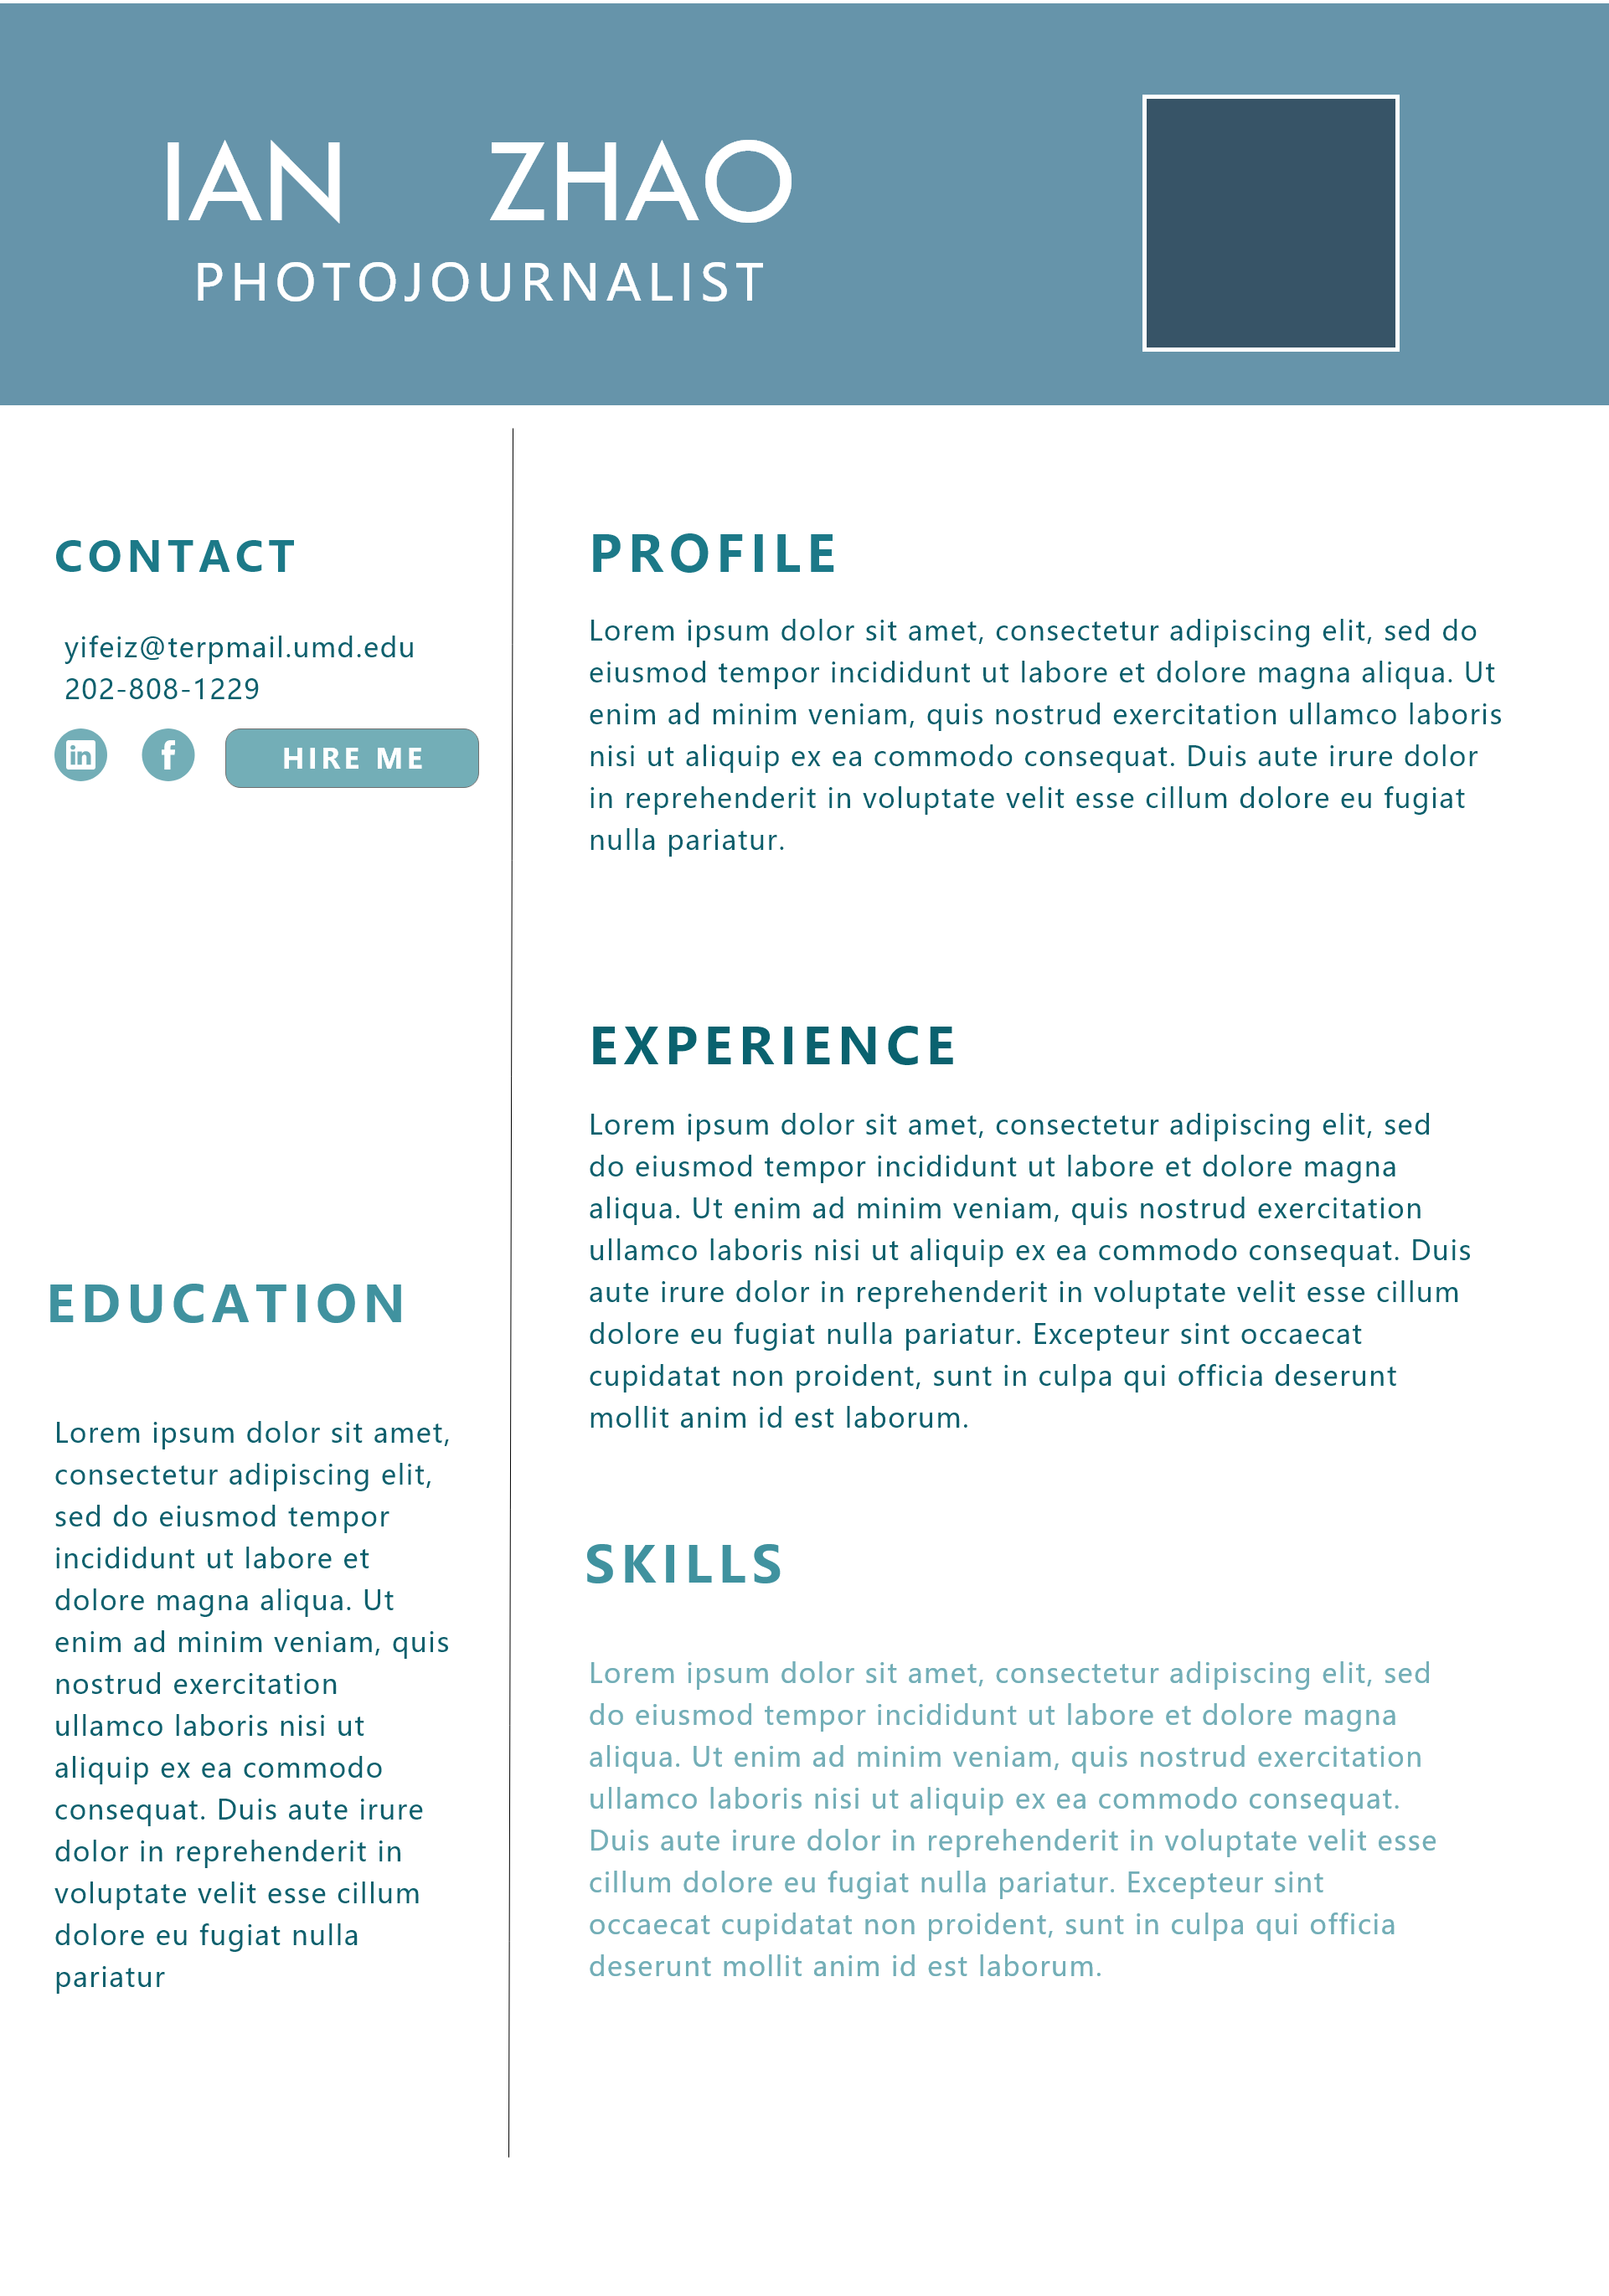 IAN ZHAO
PHOTOJOURNALIST
CONTACT
yifeiz@terpmail.umd.edu
202-808-1229
in f HIRE ME
EDUCATION
Lorem ipsum dolor sit amet,
consectetur adipiscing elit,
sed do eiusmod tempor
incididunt ut labore et
dolore magna aliqua. Ut
enim ad minim veniam, quis
nostrud exercitation
ullamco laboris nisi ut
aliquip ex ea commodo
consequat. Duis aute irure
dolor in reprehenderit in
voluptate velit esse cillum
dolore eu fugiat nulla
pariatur
PROFILE
Lorem ipsum dolor sit amet, consectetur adipiscing elit, sed do
eiusmod tempor incididunt ut labore et dolore magna aliqua. Ut
enim ad minim veniam, quis nostrud exercitation ullamco laboris
nisi ut aliquip ex ea commodo consequat. Duis aute irure dolor
in reprehenderit in voluptate velit esse cillum dolore eu fugiat
nulla pariatur.
EXPERIENCE
Lorem ipsum dolor sit amet, consectetur adipiscing elit, sed
do eiusmod tempor incididunt ut labore et dolore magna
aliqua. Ut enim ad minim veniam, quis nostrud exercitation
ullamco laboris nisi ut aliquip ex ea commodo consequat. Duis
aute irure dolor in reprehenderit in voluptate velit esse cillum
dolore eu fugiat nulla pariatur. Excepteur sint occaecat
cupidatat non proident, sunt in culpa qui officia deserunt
mollit anim id est laborum.
SKILLS
Lorem ipsum dolor sit amet, consectetur adipiscing elit, sed
do eiusmod tempor incididunt ut labore et dolore magna
aliqua. Ut enim ad minim veniam, quis nostrud exercitation
ullamco laboris nisi ut aliquip ex ea commodo consequat.
Duis aute irure dolor in reprehenderit in voluptate velit esse
cillum dolore eu fugiat nulla pariatur. Excepteur sint
occaecat cupidatat non proident, sunt in culpa qui officia
deserunt mollit anim id est laborum.